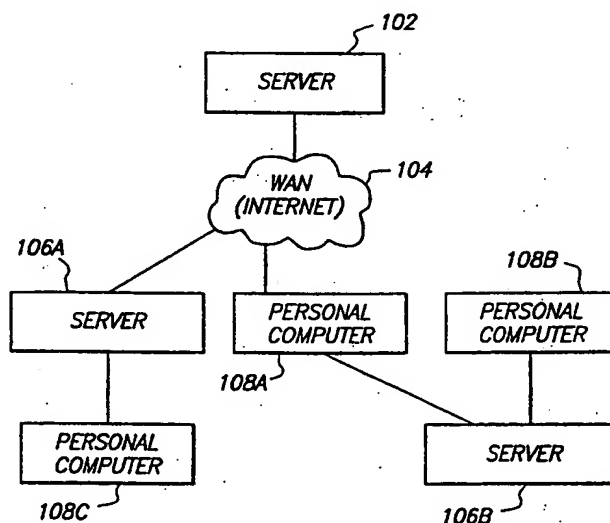 102
SERVER
104
WAN
(INTERNET)
106A
SERVER
PERSONAL
COMPUTER
108A
108B
PERSONAL
COMPUTER
PERSONAL
COMPUTER
108C
SERVER
106B